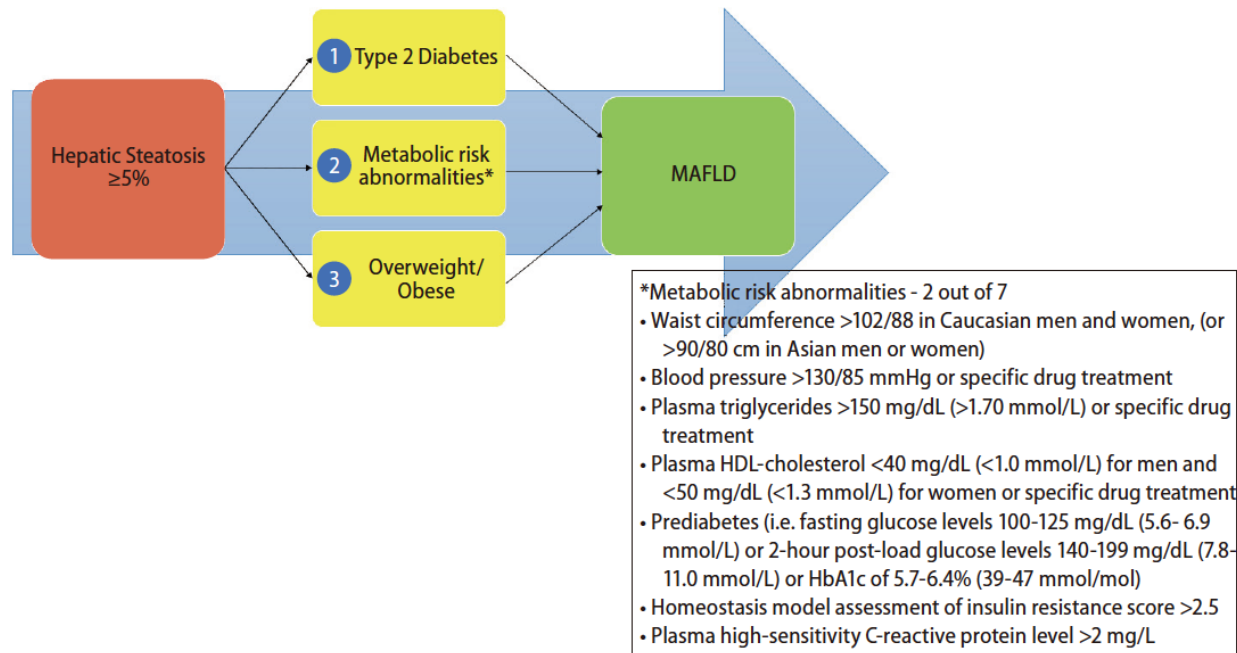 1 Type 2 Diabetes
Hepatic Steatosis
≥5%
2 Metabolic risk
abnormalities*
MAFLD
3 Overweight/
Obese
*Metabolic risk abnormalities - 2 out of 7
• Waist circumference >102/88 in Caucasian men and women, (or
>90/80 cm in Asian men or women)
• Blood pressure >130/85 mmHg or specific drug treatment
• Plasma triglycerides >150 mg/dL (>1.70 mmol/L) or specific drug
treatment
• Plasma HDL-cholesterol <40 mg/dL (<1.0 mmol/L) for men and
<50 mg/dL (<1.3 mmol/L) for women or specific drug treatment
• Prediabetes (i.e. fasting glucose levels 100-125 mg/dL (5.6- 6.9
mmol/L) or 2-hour post-load glucose levels 140-199 mg/dL (7.8-
11.0 mmol/L) or HbA1c of 5.7-6.4% (39-47 mmol/mol)
• Homeostasis model assessment of insulin resistance score >2.5
• Plasma high-sensitivity C-reactive protein level >2 mg/L